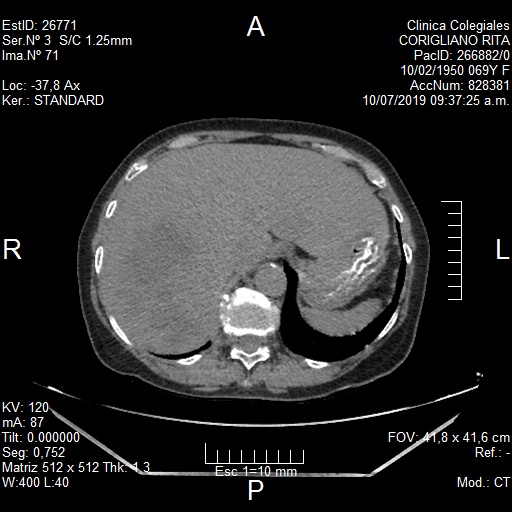 EstID: 26771
Ser.Nº 3 S/C 1.25mm
Ima.Nº 71
Loc: -37,8 Ax
Ker.: STANDARD
A
Clinica Colegiales
CORIGLIANO RITA
PacID: 266882/0
10/02/1950 069Y F
AccNum: 828381
10/07/2019 09:37:25 a.m.
R
L
KV: 120
mA: 87
Tilt: 0.000000
Seg: 0,752
Matriz 512 x 512 Thk: 1.3
W:400 L:40
Esc 1=10 mm
P
FOV: 41,8 x 41,6 cm
Ref.: -
Mod.: CT